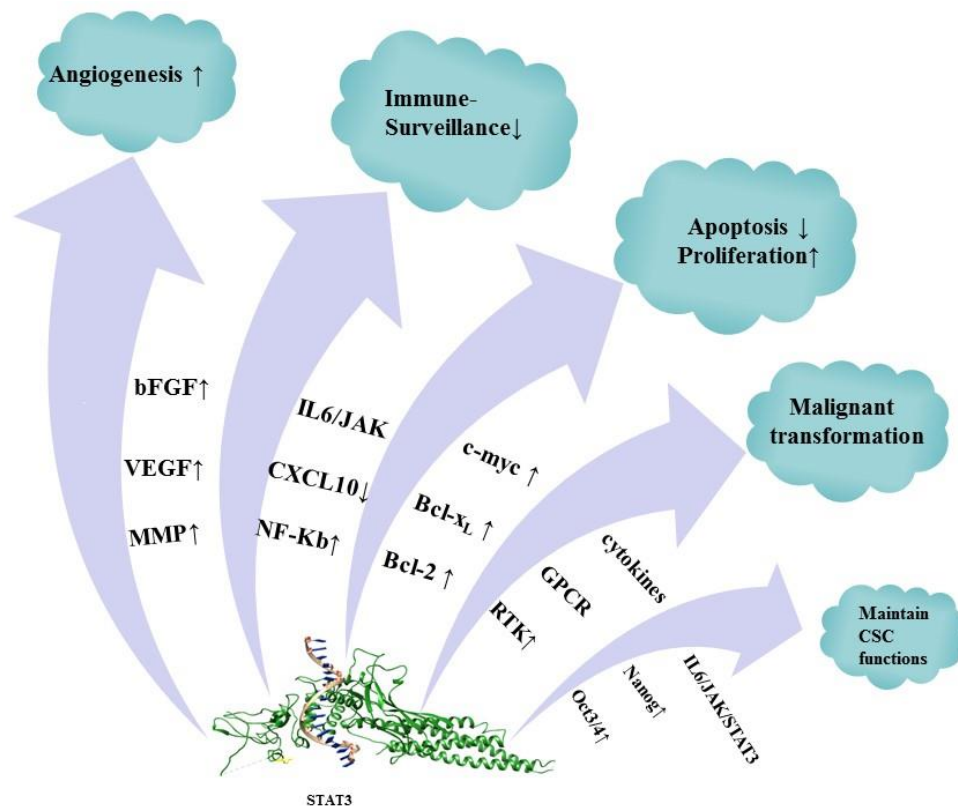 Angiogenesis ↑
Immune-
Surveillance↓
Apoptosis ↓
Proliferation↑
Malignant
transformation
Maintain
CSC
functions
bFGF↑
VEGF↑
MMP↑
IL6/JAK
CXCL10↓
NF-Kb↑
c-myc ↑
Bcl-xL ↑
Bcl-2 ↑
cytokines
GPCR
RTK↑
IL6/JAK/STAT3
Nanog↑
Oct3/4↑
STAT3